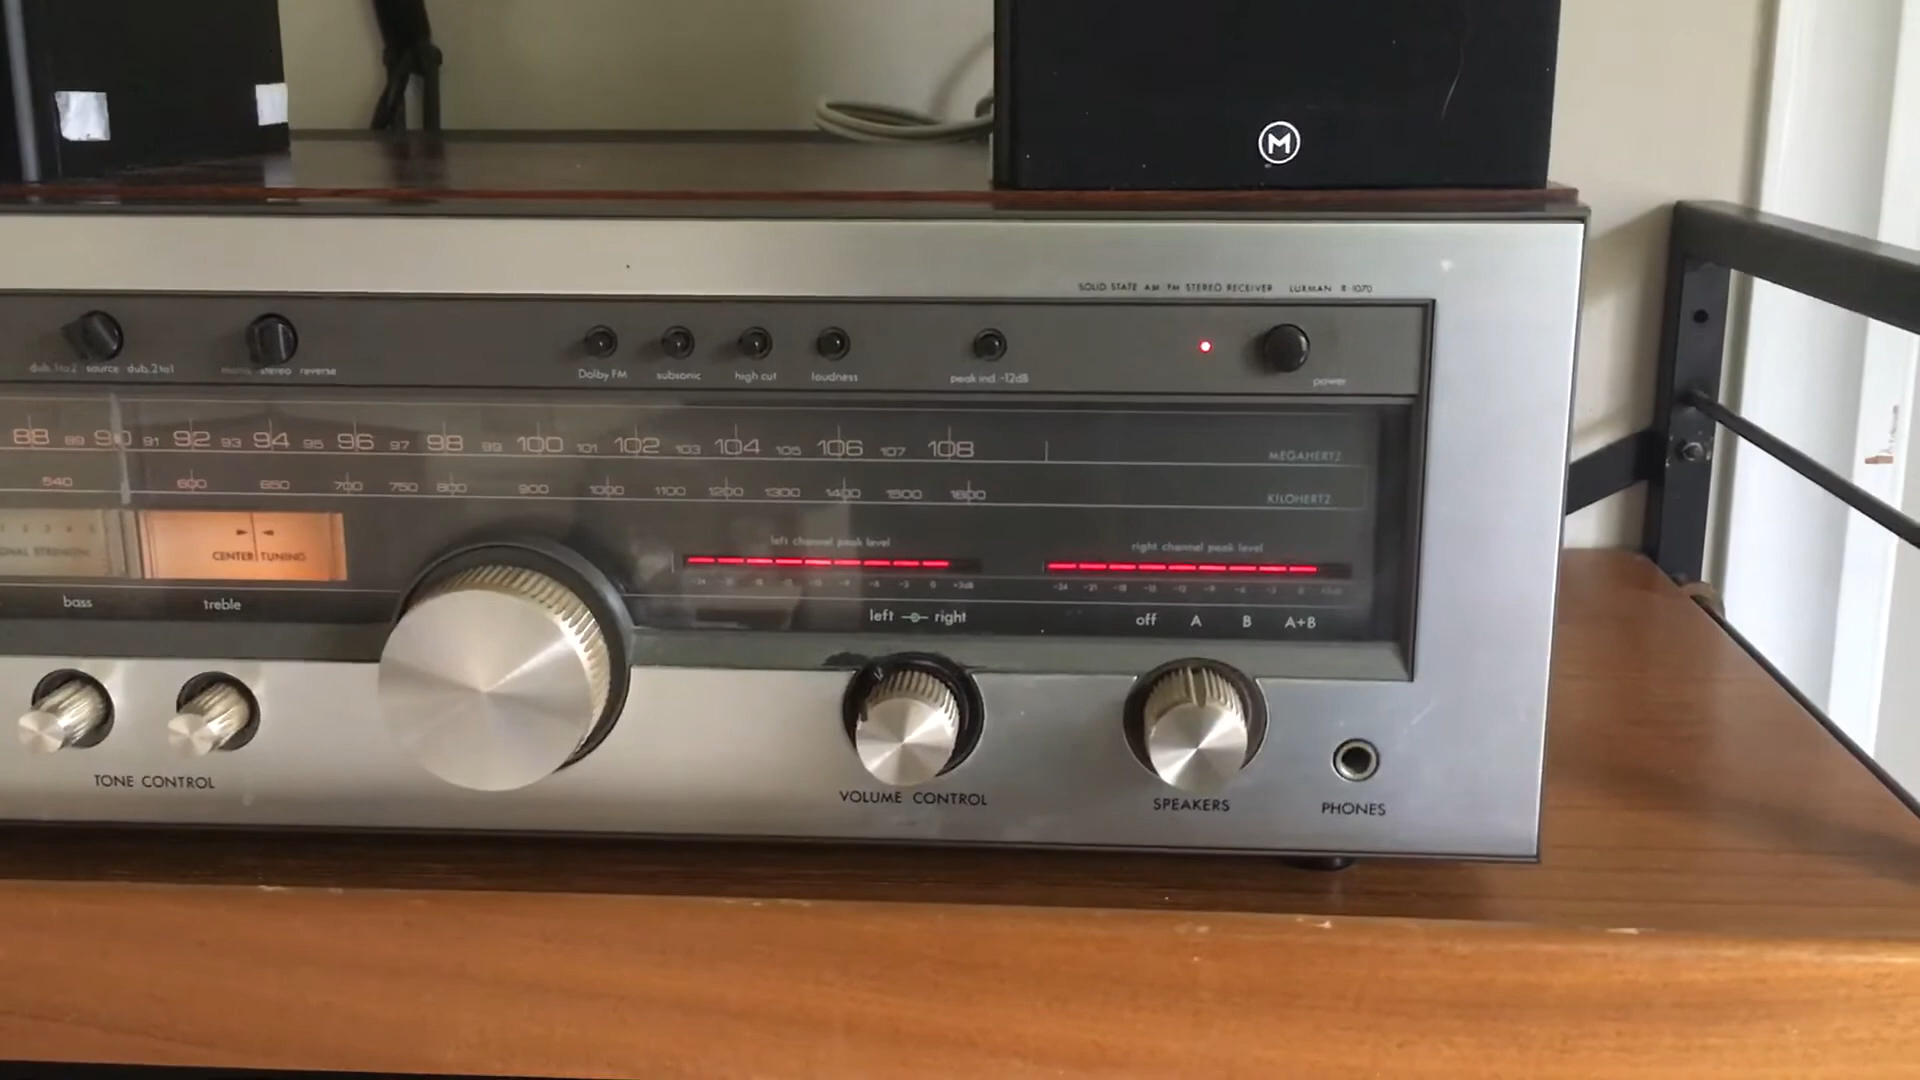 M
SOLID STATE AM FM STEREO RECEIVER LUXMAN R-1070
dub.1to2 source dub.2to1
mono stereo reverse
Dolby FM subsonic high cut loudness
peak ind. -12dB
power
88 89 90 91 92 93 94 95 96 97 98 99 100 101 102 103 104 105 106 107 108 MEGAHERTZ
540 600 650 700 750 800 900 1000 1100 1200 1300 1400 1500 1600 KILOHERTZ
CENTER TUNING
left channel peak level
right channel peak level
bass treble
left right
off A B A+B
TONE CONTROL
VOLUME CONTROL
SPEAKERS
PHONES